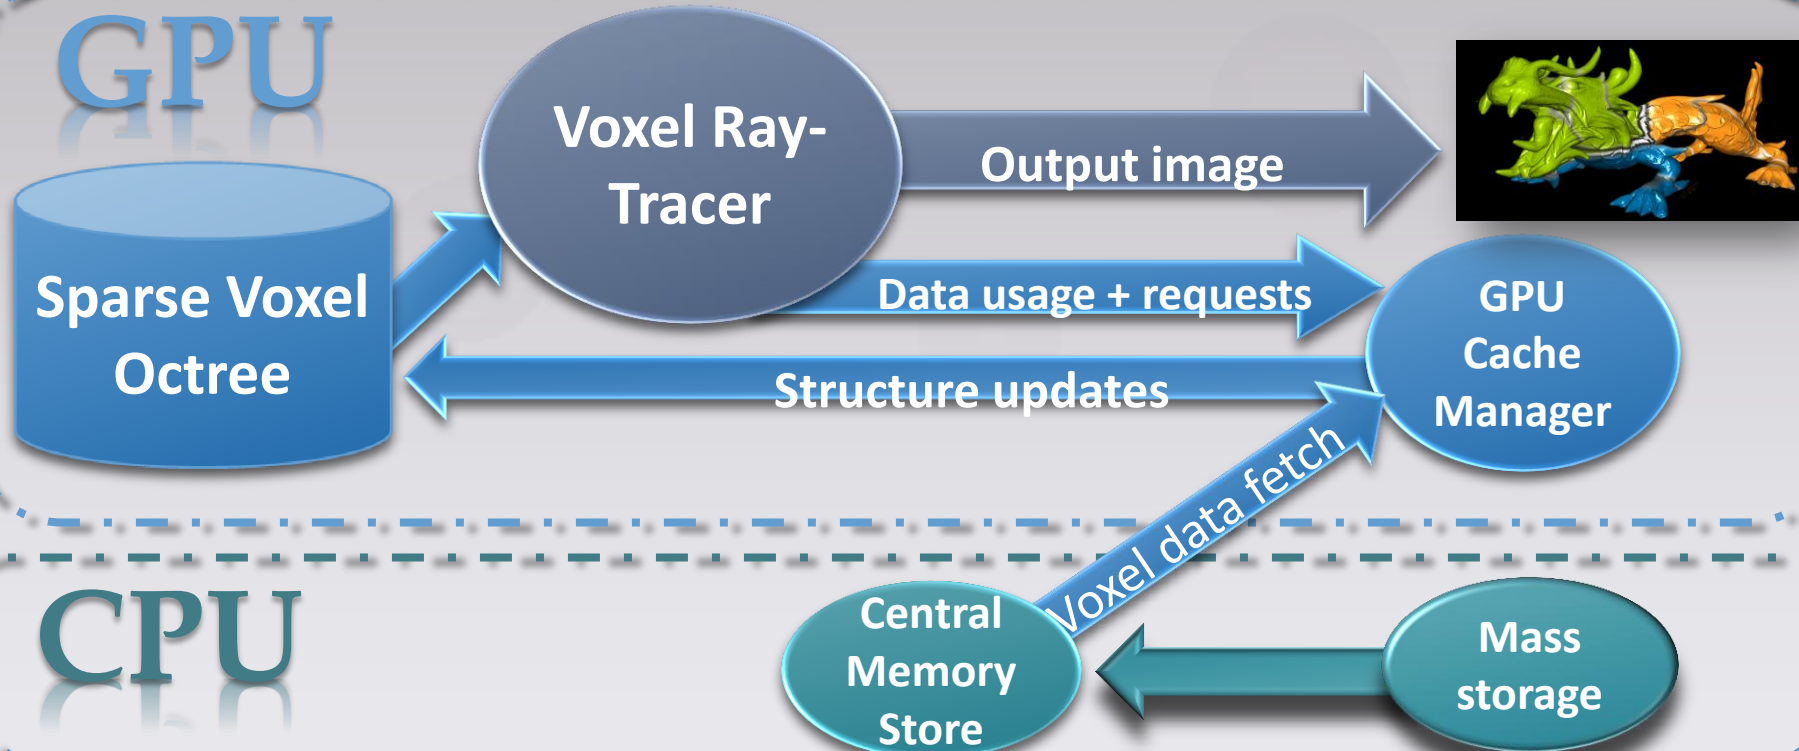 GPU
Voxel Ray-
Tracer
Output image
Sparse Voxel
Octree
Data usage + requests
GPU
Cache
Manager
Structure updates
Voxel data fetch
CPU
Central
Memory
Store
Mass
storage